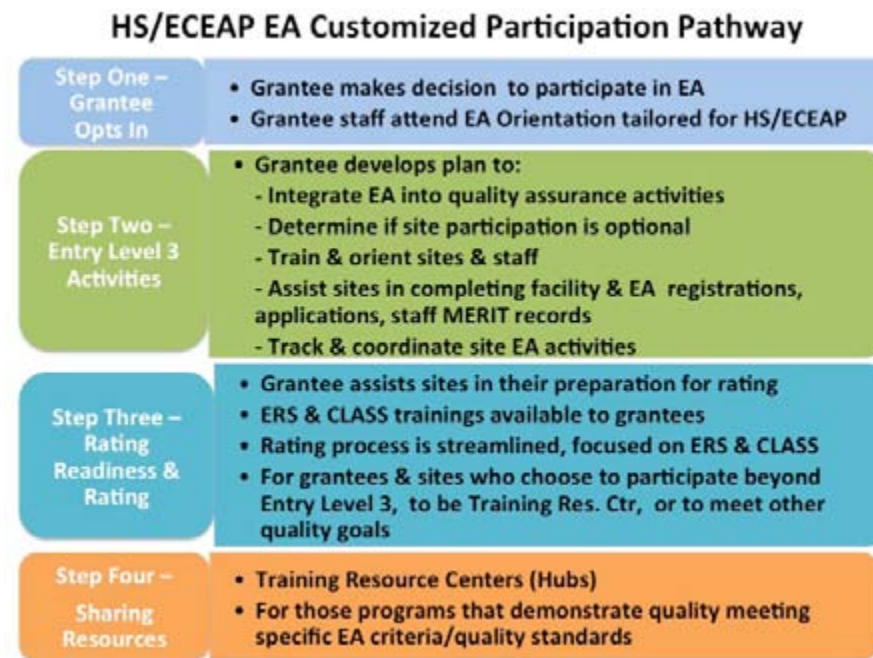 HS/ECEAP EA Customized Participation Pathway
Step One –
Grantee
Opts In
• Grantee makes decision to participate in EA
• Grantee staff attend EA Orientation tailored for HS/ECEAP
Step Two –
Entry Level 3
Activities
• Grantee develops plan to:
- Integrate EA into quality assurance activities
- Determine if site participation is optional
- Train & orient sites & staff
- Assist sites in completing facility & EA registrations,
applications, staff MERIT records
- Track & coordinate site EA activities
Step Three –
Rating
Readiness &
Rating
• Grantee assists sites in their preparation for rating
• ERS & CLASS trainings available to grantees
• Rating process is streamlined, focused on ERS & CLASS
• For grantees & sites who choose to participate beyond
Entry Level 3, to be Training Res. Ctr, or to meet other
quality goals
Step Four –
Sharing
Resources
• Training Resource Centers (Hubs)
• For those programs that demonstrate quality meeting
specific EA criteria/quality standards